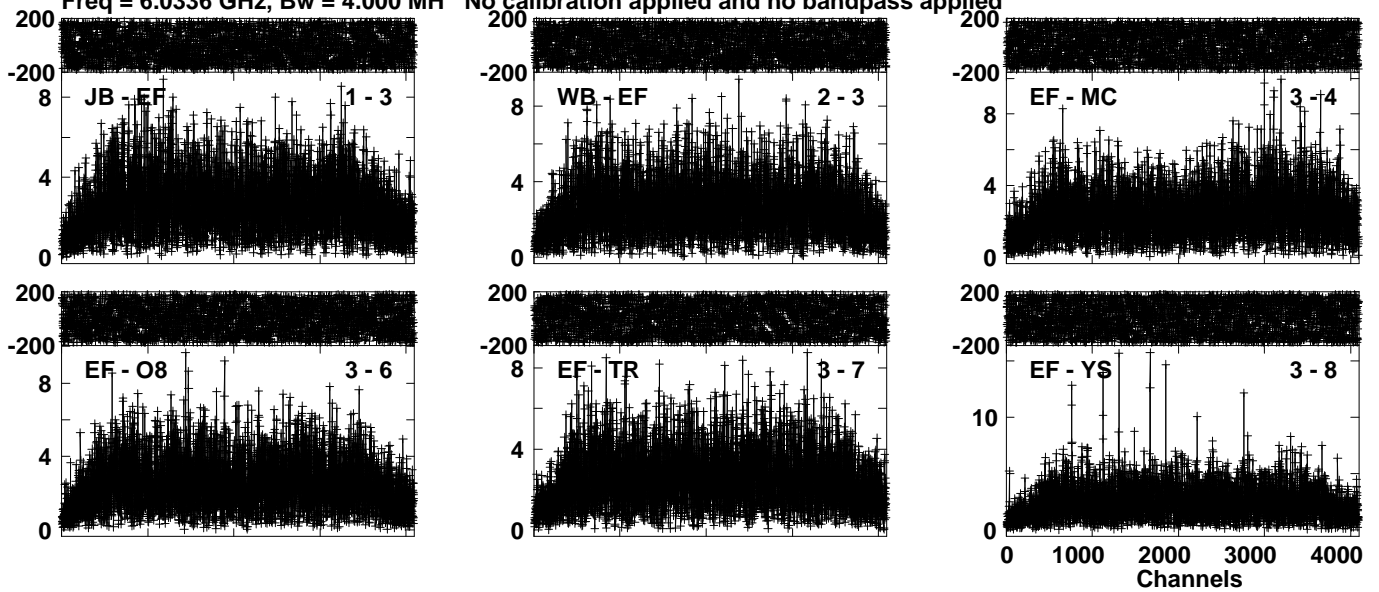 Freq = 6.0336 GHz, Bw = 4.000 MH No calibration applied and no bandpass applied
200 200 200
-200 -200 -200
JB - EF 1 - 3 WB - EF 2 - 3 EF - MC 3 - 4
8 8 8
4 4 4
0 0 0
200 200 200
-200 -200 -200
EF - O8 3 - 6 EF - TR 3 - 7 EF - YS 3 - 8
8 8 10
4 4
0 0 0
0 1000 2000 3000 4000
Channels